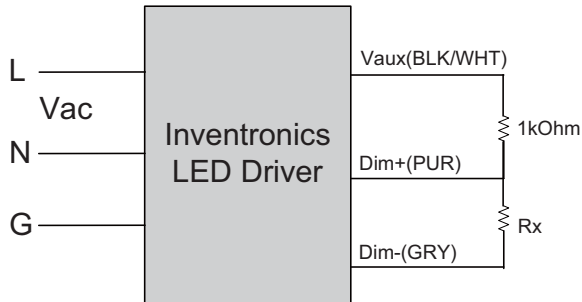 L
Vac
N
G
Inventronics
LED Driver
Vaux(BLK/WHT)
1kOhm
Dim+(PUR)
Rx
Dim-(GRY)